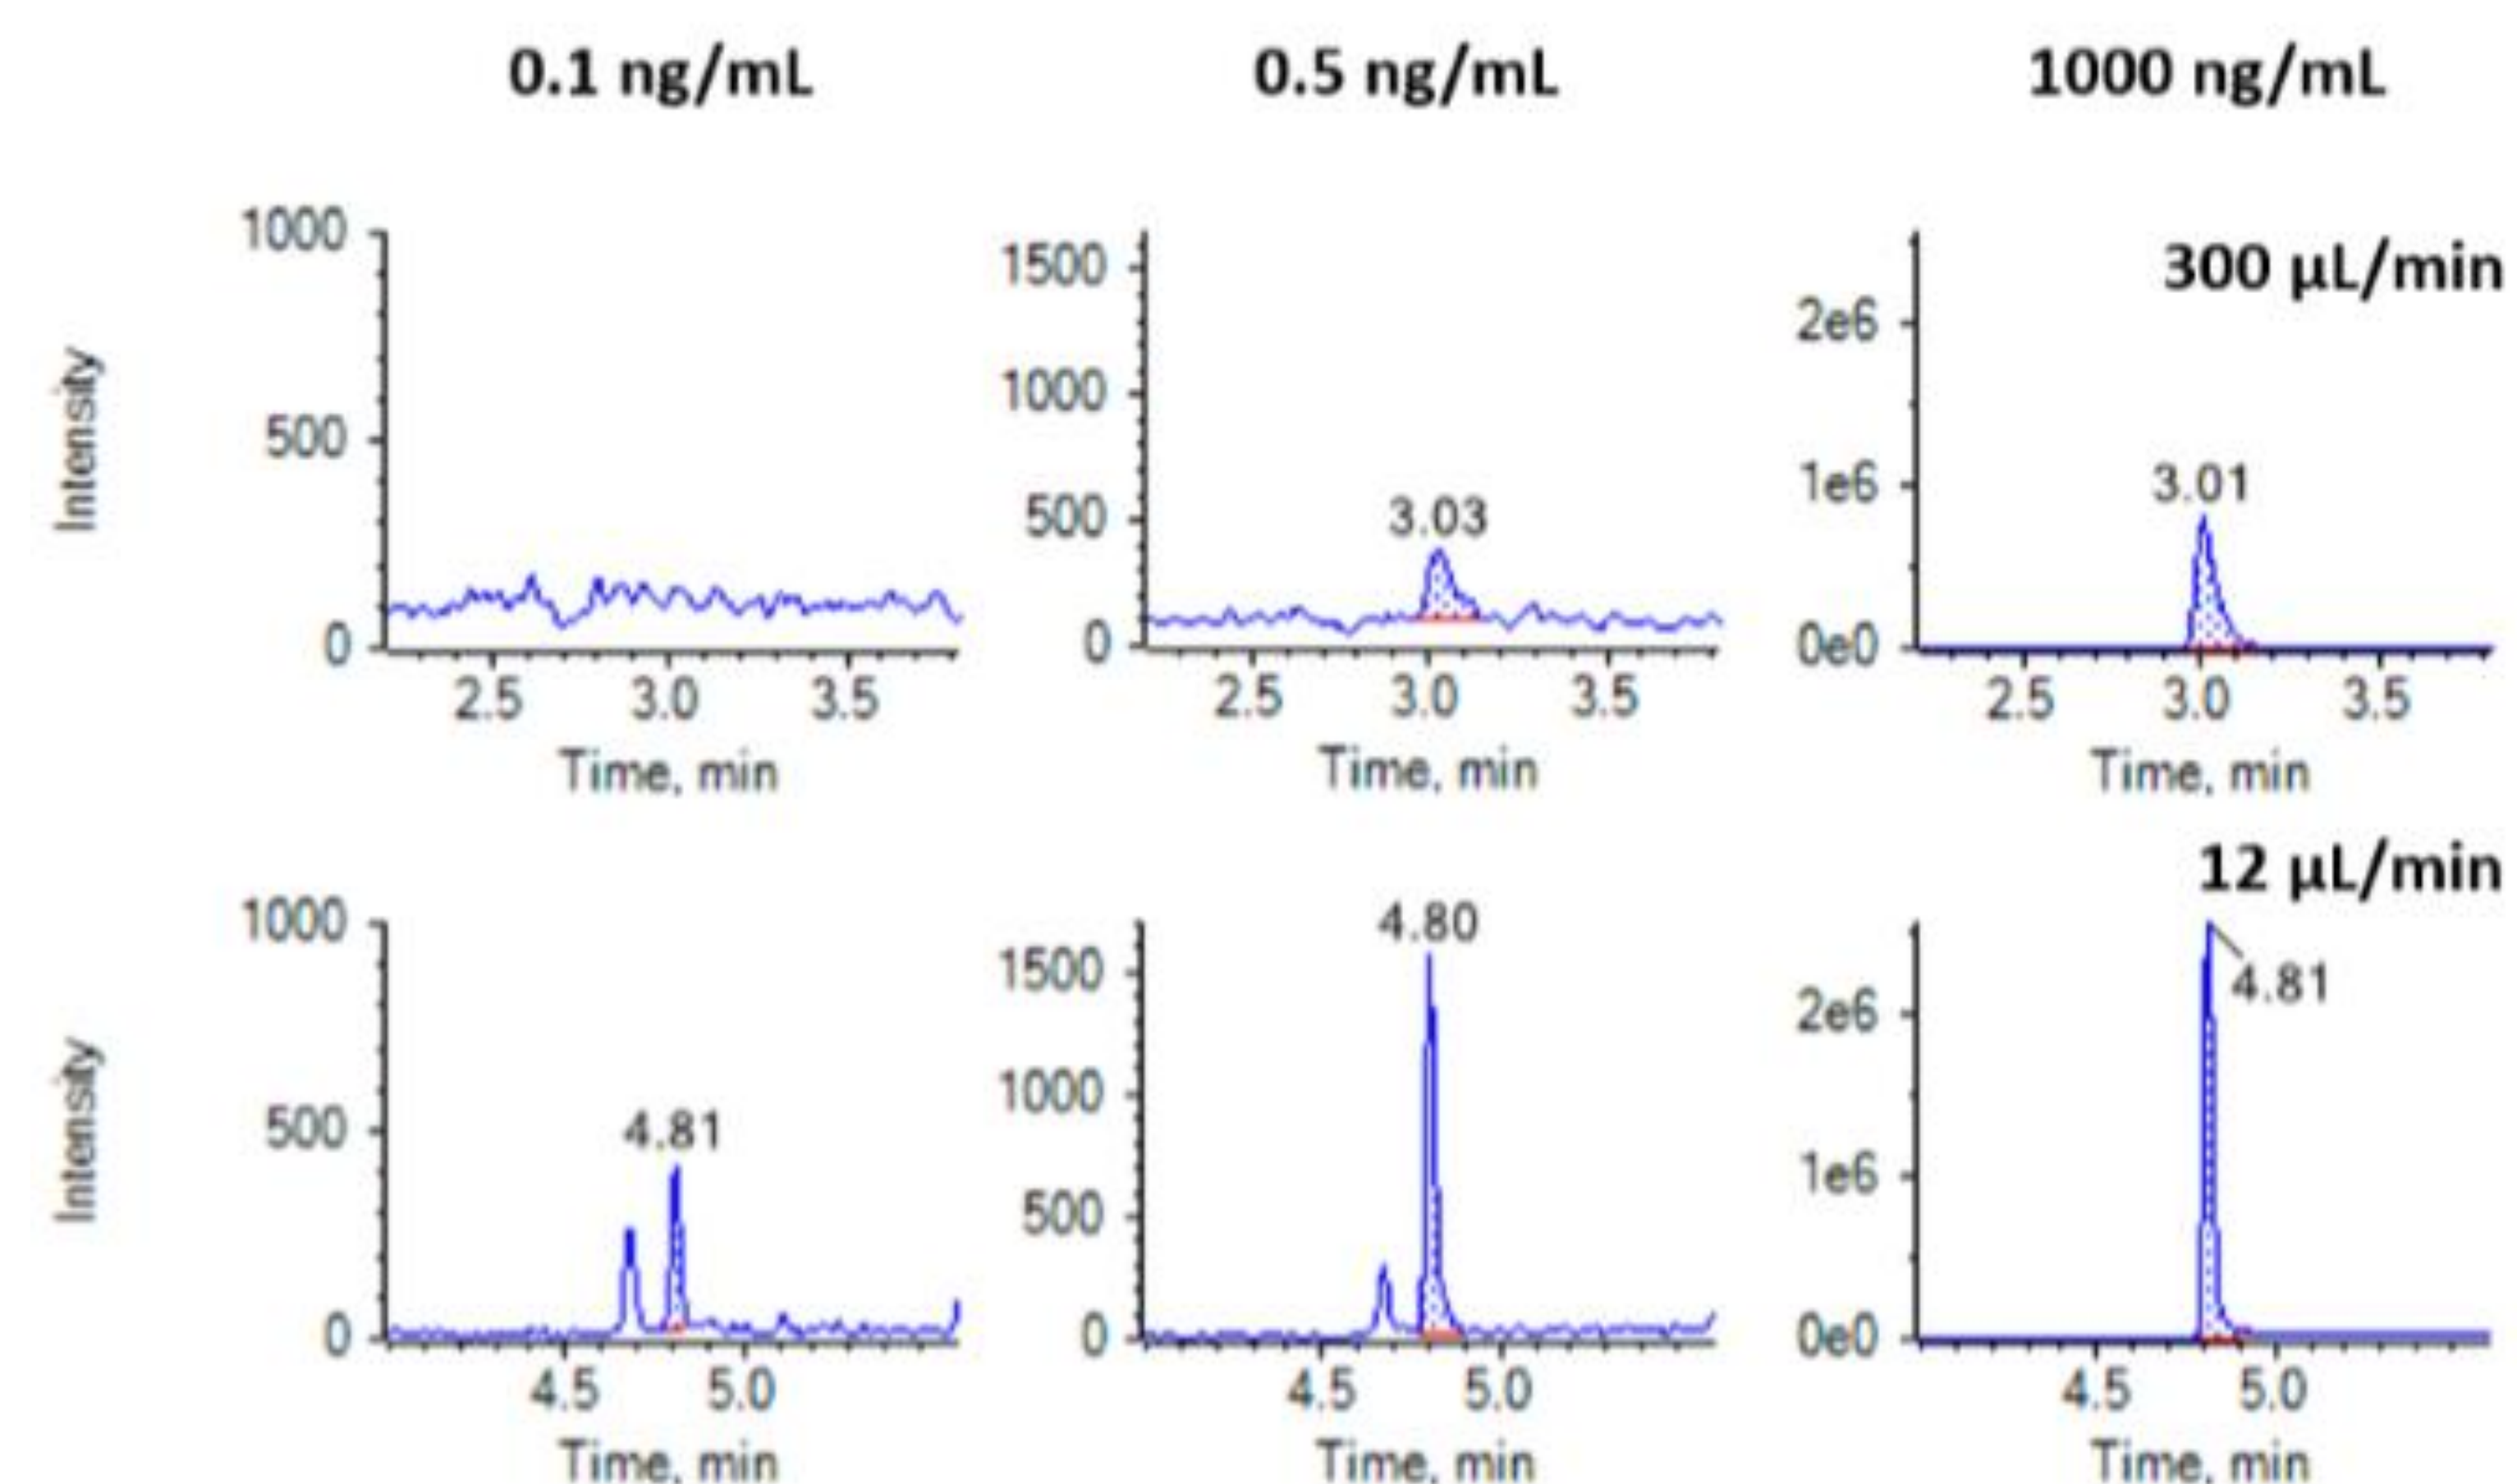 0.1 ng/mL
0.5 ng/mL
1000 ng/mL
300 µL/min
Intensity
1000
500
0
2.5
3.0
3.5
Time, min
1500
1000
500
0
3.03
2.5
3.0
3.5
Time, min
2e6
1e6
0e0
3.01
2.5
3.0
3.5
Time, min
12 µL/min
Intensity
1000
500
0
4.81
4.5
5.0
Time, min
1500
1000
500
0
4.80
4.5
5.0
Time, min
2e6
1e6
0e0
4.81
4.5
5.0
Time, min